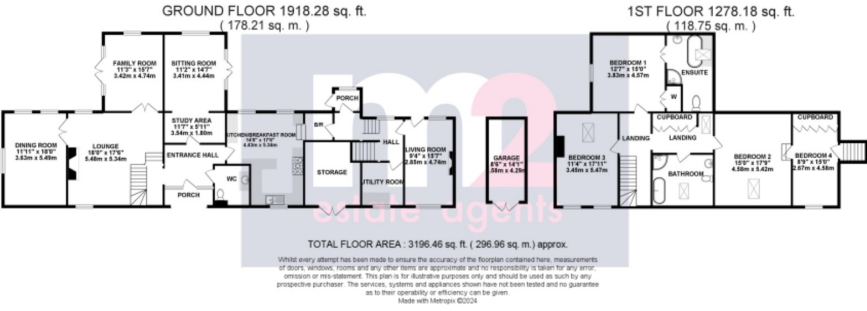 GROUND FLOOR 1918.28 sq. ft.
( 178.21 sq. m. )
1ST FLOOR 1278.18 sq. ft.
( 118.75 sq. m. )
FAMILY ROOM
11'3" x 15'7"
3.42m x 4.74m
SITTING ROOM
11'2" x 14'7"
3.41m x 4.44m
STUDY AREA
11'7" x 5'11"
3.54m x 1.80m
DINING ROOM
11'11" x 18'0"
3.63m x 5.49m
LOUNGE
18'0" x 17'6"
5.48m x 5.34m
ENTRANCE HALL
PORCH
WC
KITCHEN/BREAKFAST ROOM
14'6" x 17'6"
4.43m x 5.34m
PORCH
HALL
STORAGE
UTILITY ROOM
LIVING ROOM
9'4" x 15'7"
2.85m x 4.74m
GARAGE
8'6" x 14'1"
2.58m x 4.29m
BEDROOM 1
12'7" x 15'0"
3.83m x 4.57m
ENSUITE
W
CUPBOARD
LANDING
LANDING
BEDROOM 3
11'4" x 17'11"
3.45m x 5.47m
BATHROOM
BEDROOM 2
15'0" x 17'9"
4.58m x 5.42m
CUPBOARD
BEDROOM 4
8'9" x 15'0"
2.67m x 4.58m
m2
estate agents
TOTAL FLOOR AREA : 3196.46 sq. ft. ( 296.96 sq. m.) approx.
Whilst every attempt has been made to ensure the accuracy of the floorplan contained here, measurements
of doors, windows, rooms and any other items are approximate and no responsibility is taken for any error,
omission or mis-statement. This plan is for illustrative purposes only and should be used as such by any
prospective purchaser. The services, systems and appliances shown have not been tested and no guarantee
as to their operability or efficiency can be given.
Made with Metropix ©2024